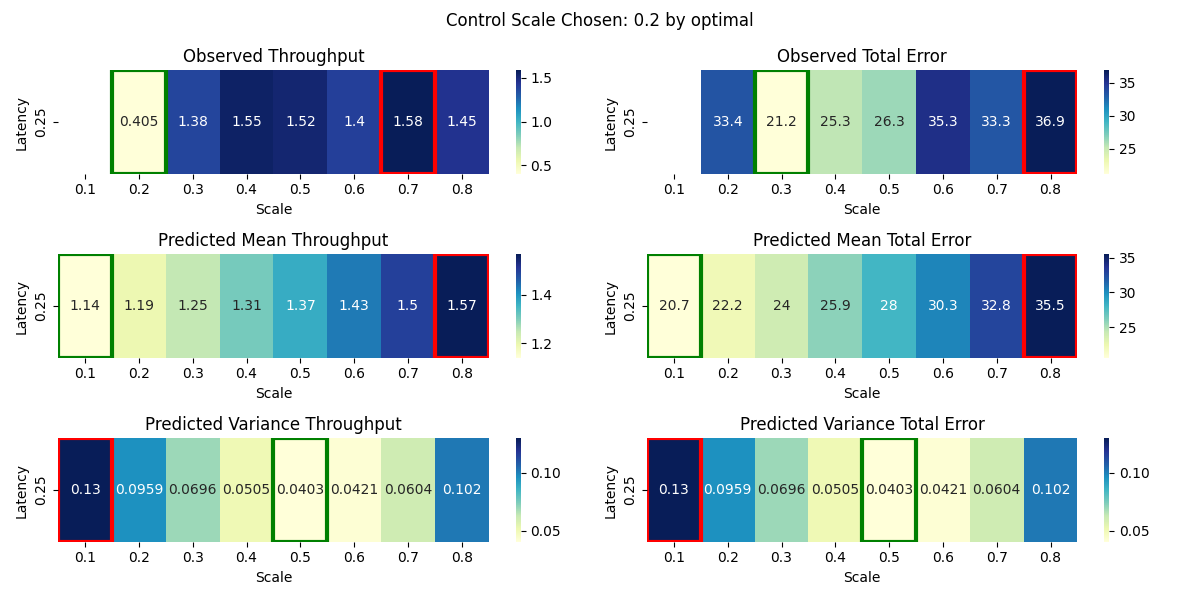 Control Scale Chosen: 0.2 by optimal
Observed Throughput
Latency
0.25
0.405 1.38 1.55 1.52 1.4 1.58 1.45
0.1 0.2 0.3 0.4 0.5 0.6 0.7 0.8
Scale
1.5
1.0
0.5
Observed Total Error
Latency
0.25
33.4 21.2 25.3 26.3 35.3 33.3 36.9
0.1 0.2 0.3 0.4 0.5 0.6 0.7 0.8
Scale
35
30
25
Predicted Mean Throughput
Latency
0.25
1.14 1.19 1.25 1.31 1.37 1.43 1.5 1.57
0.1 0.2 0.3 0.4 0.5 0.6 0.7 0.8
Scale
1.4
1.2
Predicted Mean Total Error
Latency
0.25
20.7 22.2 24 25.9 28 30.3 32.8 35.5
0.1 0.2 0.3 0.4 0.5 0.6 0.7 0.8
Scale
35
30
25
Predicted Variance Throughput
Latency
0.25
0.13 0.0959 0.0696 0.0505 0.0403 0.0421 0.0604 0.102
0.1 0.2 0.3 0.4 0.5 0.6 0.7 0.8
Scale
0.10
0.05
Predicted Variance Total Error
Latency
0.25
0.13 0.0959 0.0696 0.0505 0.0403 0.0421 0.0604 0.102
0.1 0.2 0.3 0.4 0.5 0.6 0.7 0.8
Scale
0.10
0.05